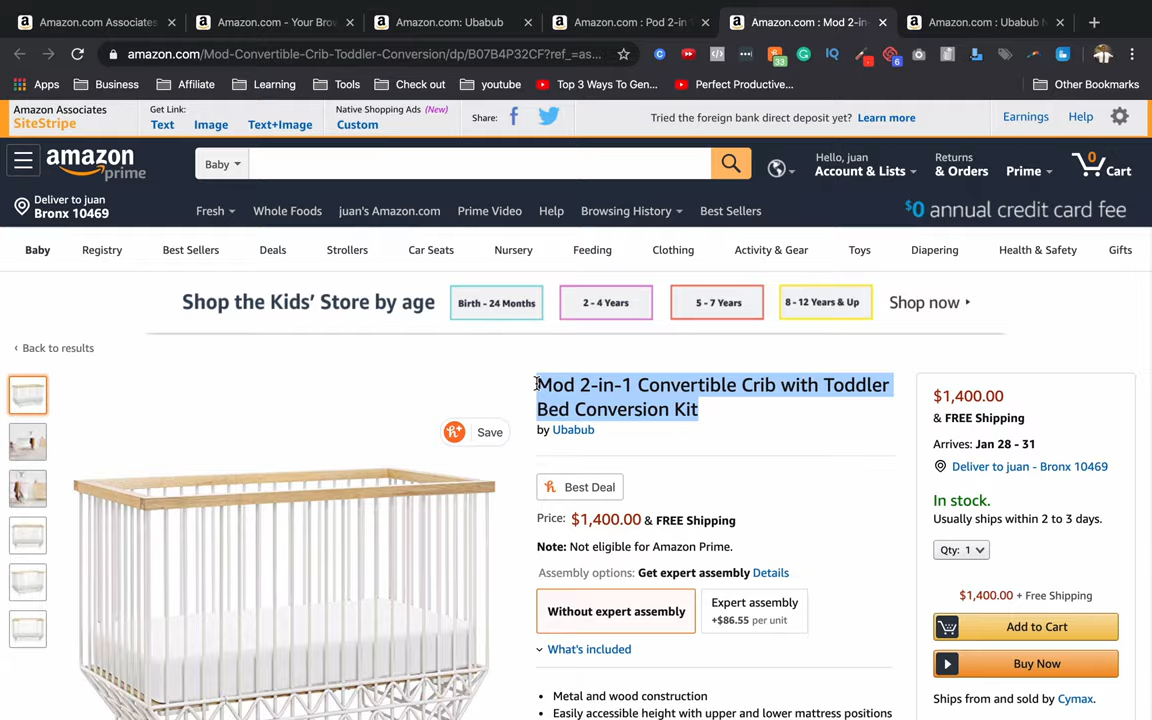 Amazon.com Associates
Amazon.com - Your Brow
Amazon.com: Ubabub
Amazon.com : Pod 2-in
Amazon.com : Mod 2-in-
Amazon.com : Ubabub N
amazon.com/Mod-Convertible-Crib-Toddler-Conversion/dp/B07B4P32CF?ref_=as...
33
6
Apps
Business
Affiliate
Learning
Tools
Check out
youtube
Top 3 Ways To Gen...
Perfect Productive...
Other Bookmarks
Amazon Associates
SiteStripe
Get Link:
Text
Image
Text+Image
Native Shopping Ads (New)
Custom
Share:
Tried the foreign bank direct deposit yet? Learn more
Earnings
Help
amazon
prime
Baby
Hello, juan
Account & Lists
Returns
& Orders
Prime
0
Cart
Deliver to juan
Bronx 10469
Fresh
Whole Foods
juan's Amazon.com
Prime Video
Help
Browsing History
Best Sellers
$0 annual credit card fee
Baby
Registry
Best Sellers
Deals
Strollers
Car Seats
Nursery
Feeding
Clothing
Activity & Gear
Toys
Diapering
Health & Safety
Gifts
Shop the Kids' Store by age
Birth - 24 Months
2 - 4 Years
5 - 7 Years
8 - 12 Years & Up
Shop now
‹ Back to results
Save
Mod 2-in-1 Convertible Crib with Toddler
Bed Conversion Kit
by Ubabub
Best Deal
Price: $1,400.00 & FREE Shipping
Note: Not eligible for Amazon Prime.
Assembly options: Get expert assembly Details
Without expert assembly
Expert assembly
+$86.55 per unit
What's included
• Metal and wood construction
• Easily accessible height with upper and lower mattress positions
$1,400.00
& FREE Shipping
Arrives: Jan 28 - 31
Deliver to juan - Bronx 10469
In stock.
Usually ships within 2 to 3 days.
Qty: 1
$1,400.00 + Free Shipping
Add to Cart
Buy Now
Ships from and sold by Cymax.